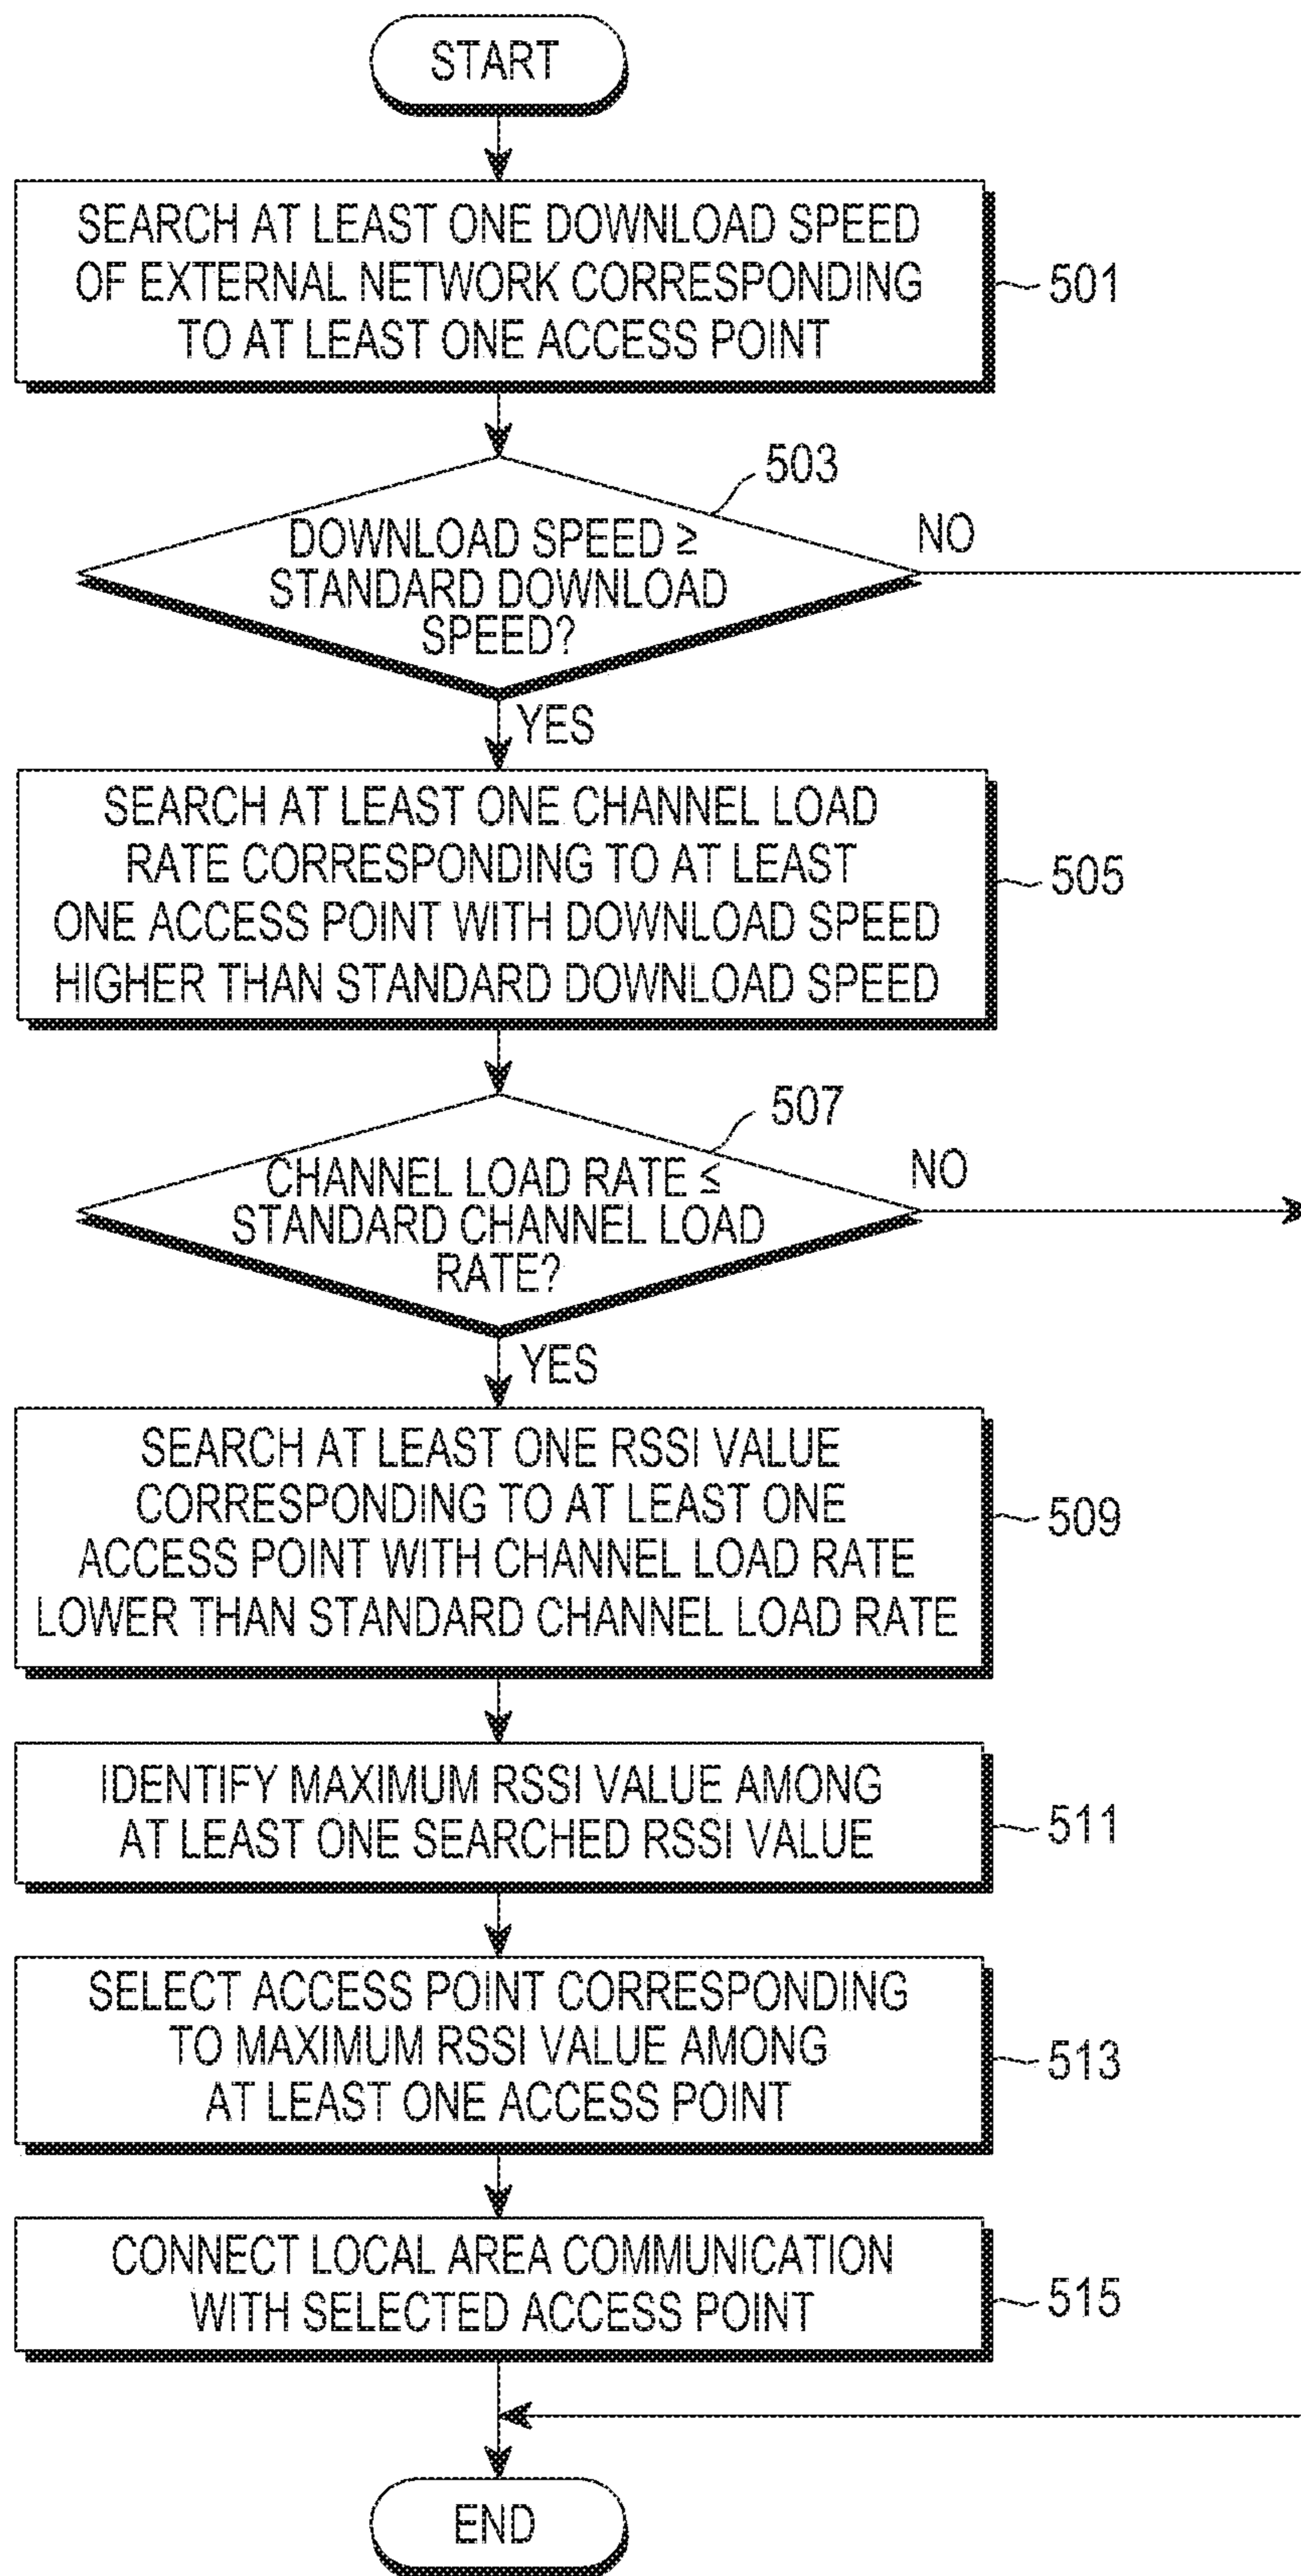 START
SEARCH AT LEAST ONE DOWNLOAD SPEED
OF EXTERNAL NETWORK CORRESPONDING
TO AT LEAST ONE ACCESS POINT
501
503
DOWNLOAD SPEED ≥
STANDARD DOWNLOAD
SPEED?
NO
YES
SEARCH AT LEAST ONE CHANNEL LOAD
RATE CORRESPONDING TO AT LEAST
ONE ACCESS POINT WITH DOWNLOAD SPEED
HIGHER THAN STANDARD DOWNLOAD SPEED
505
507
CHANNEL LOAD RATE ≤
STANDARD CHANNEL LOAD
RATE?
NO
YES
SEARCH AT LEAST ONE RSSI VALUE
CORRESPONDING TO AT LEAST ONE
ACCESS POINT WITH CHANNEL LOAD RATE
LOWER THAN STANDARD CHANNEL LOAD RATE
509
IDENTIFY MAXIMUM RSSI VALUE AMONG
AT LEAST ONE SEARCHED RSSI VALUE
511
SELECT ACCESS POINT CORRESPONDING
TO MAXIMUM RSSI VALUE AMONG
AT LEAST ONE ACCESS POINT
513
CONNECT LOCAL AREA COMMUNICATION
WITH SELECTED ACCESS POINT
515
END